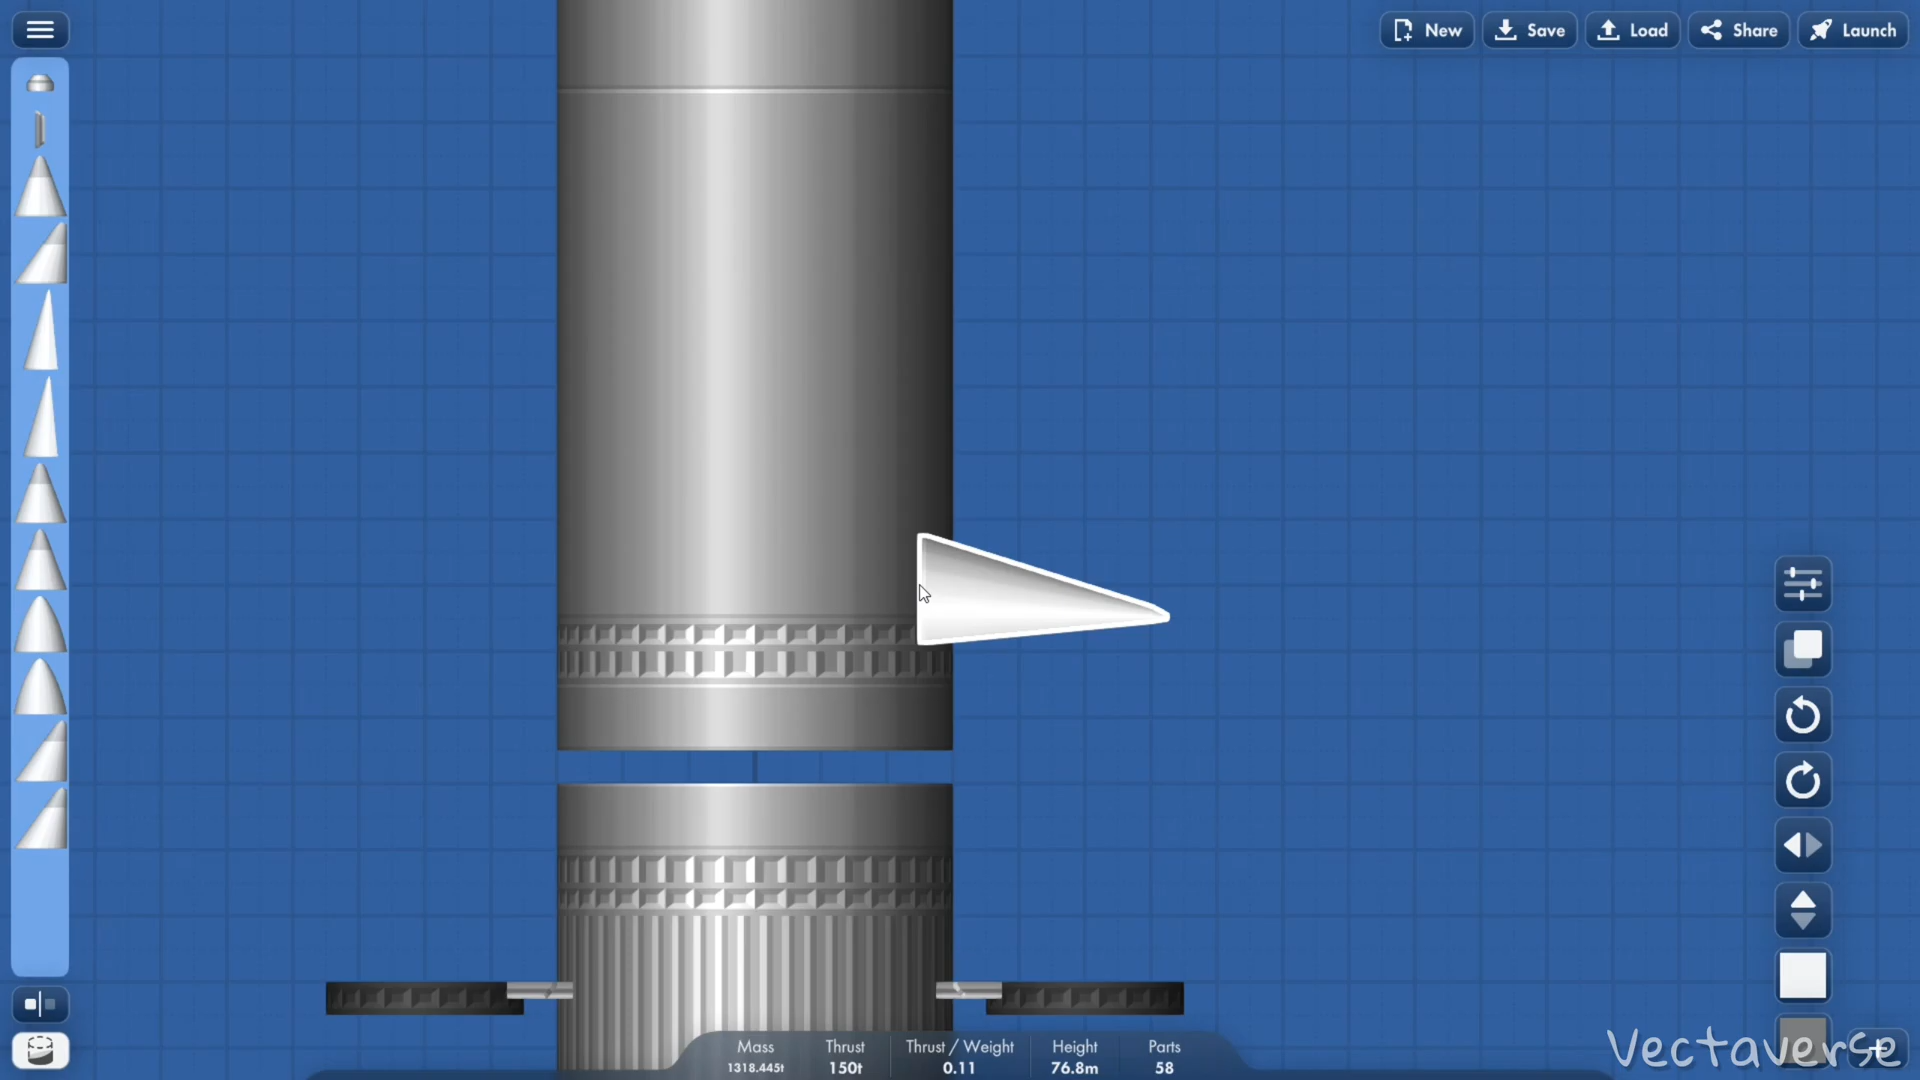 New Save Load Share Launch
Mass Thrust Thrust / Weight Height Parts
1318.445t 150t 0.11 76.8m 58
Vectaverse